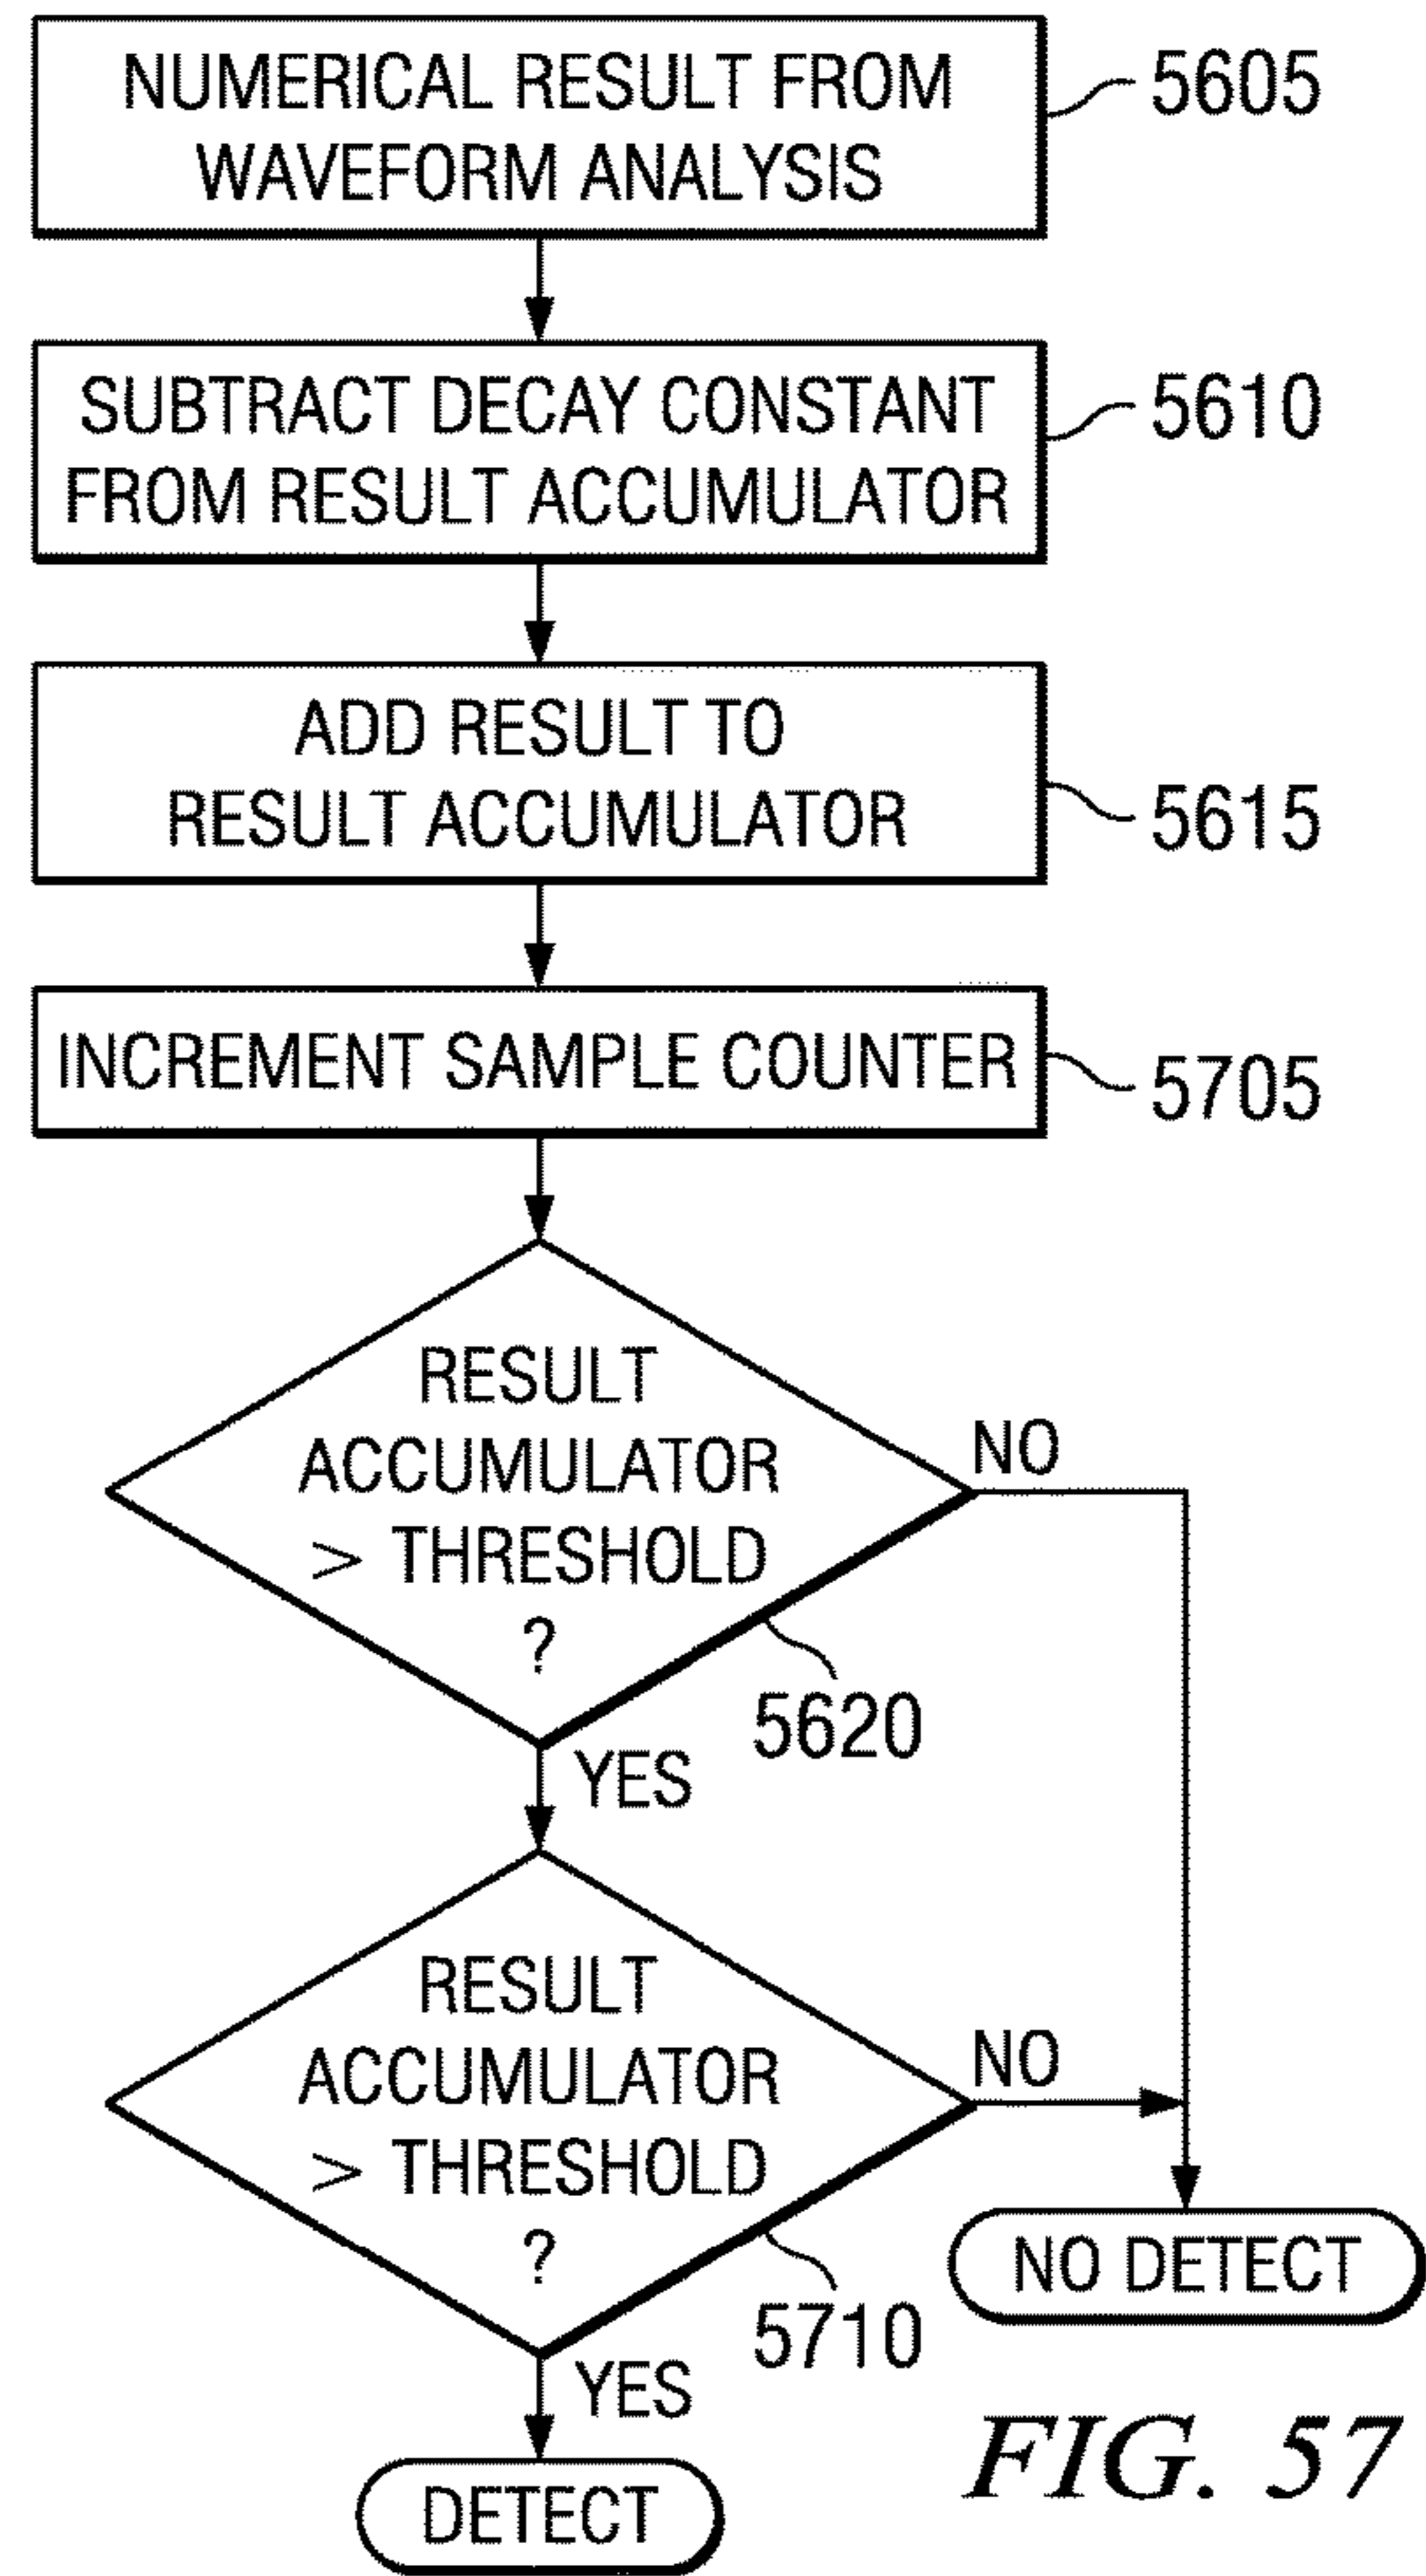 NUMERICAL RESULT FROM
WAVEFORM ANALYSIS
5605
SUBTRACT DECAY CONSTANT
FROM RESULT ACCUMULATOR
5610
ADD RESULT TO
RESULT ACCUMULATOR
5615
INCREMENT SAMPLE COUNTER
5705
RESULT
ACCUMULATOR
> THRESHOLD
?
NO
5620
YES
RESULT
ACCUMULATOR
> THRESHOLD
?
NO
5710
YES
NO DETECT
DETECT
FIG. 57